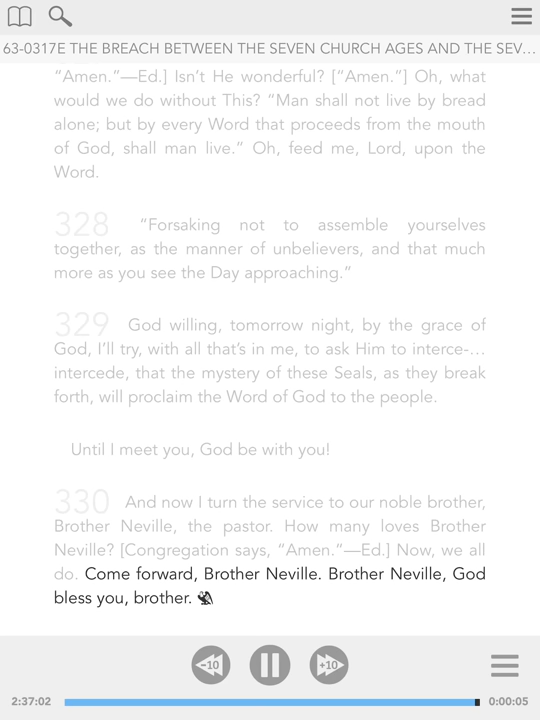 63-0317E THE BREACH BETWEEN THE SEVEN CHURCH AGES AND THE SEV…
“Amen.”—Ed.] Isn’t He wonderful? [“Amen.”] Oh, what
would we do without This? “Man shall not live by bread
alone; but by every Word that proceeds from the mouth
of God, shall man live.” Oh, feed me, Lord, upon the
Word.
328 “Forsaking not to assemble yourselves
together, as the manner of unbelievers, and that much
more as you see the Day approaching.”
329 God willing, tomorrow night, by the grace of
God, I’ll try, with all that’s in me, to ask Him to interce-…
intercede, that the mystery of these Seals, as they break
forth, will proclaim the Word of God to the people.
Until I meet you, God be with you!
330 And now I turn the service to our noble brother,
Brother Neville, the pastor. How many loves Brother
Neville? [Congregation says, “Amen.”—Ed.] Now, we all
do. Come forward, Brother Neville. Brother Neville, God
bless you, brother.
-10 +10
2:37:02 0:00:05